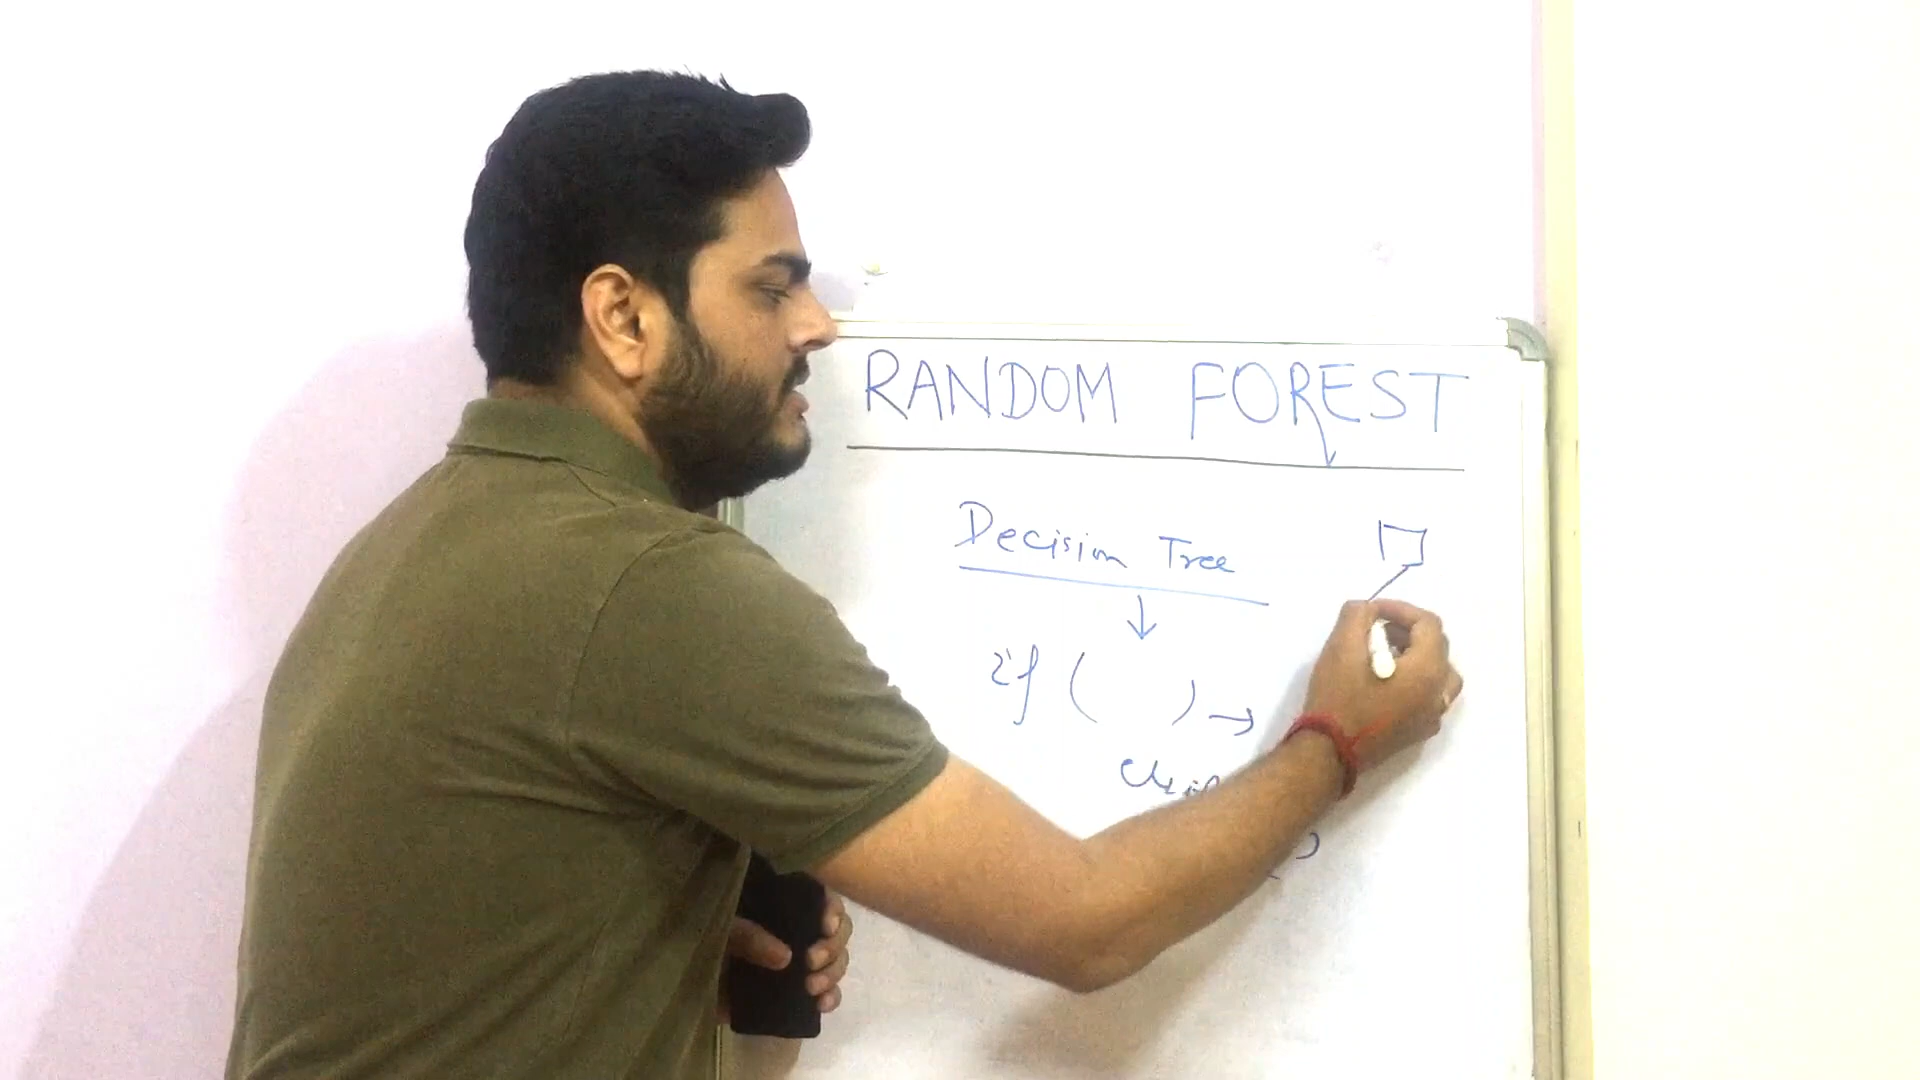 RANDOM FOREST
Decision Tree
↓
if ( ) →